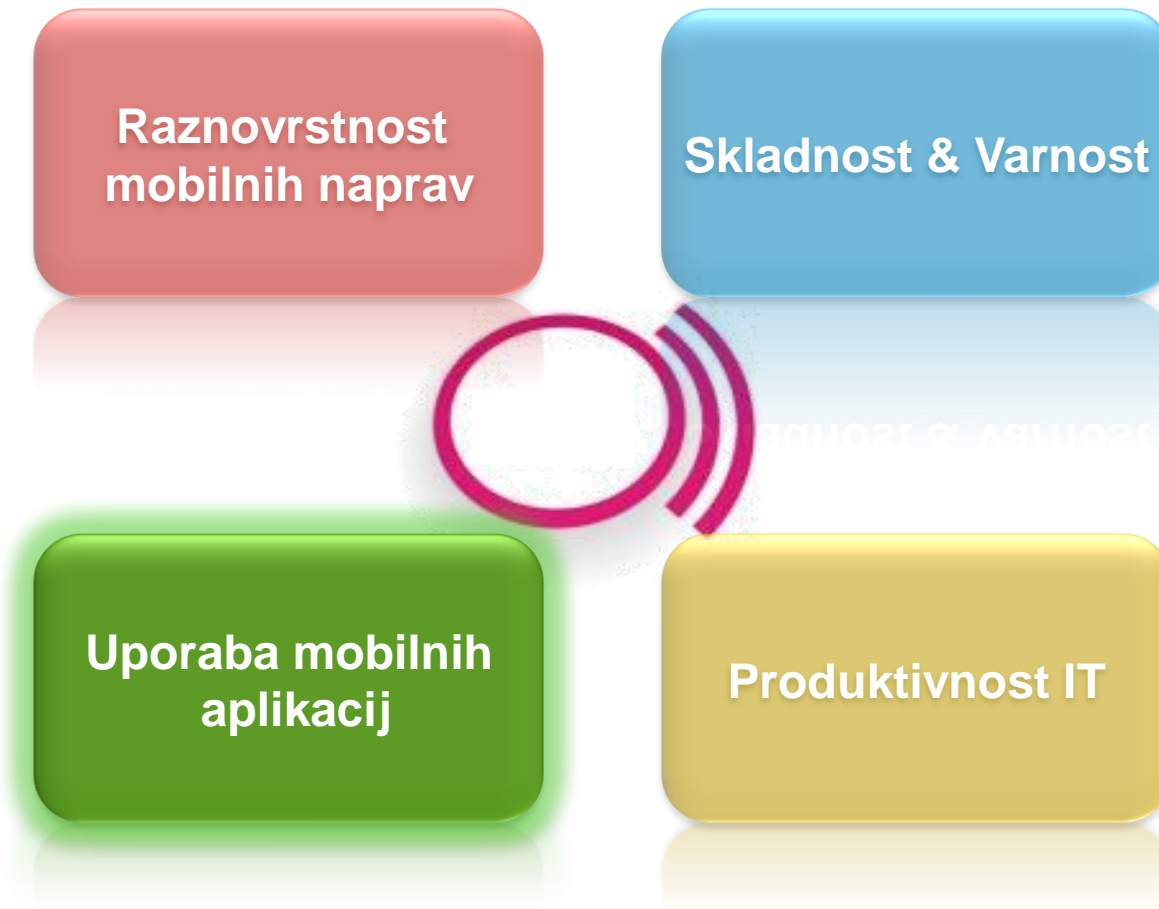 Raznovrstnost
mobilnih naprav
Skladnost & Varnost
Uporaba mobilnih
aplikacij
Produktivnost IT